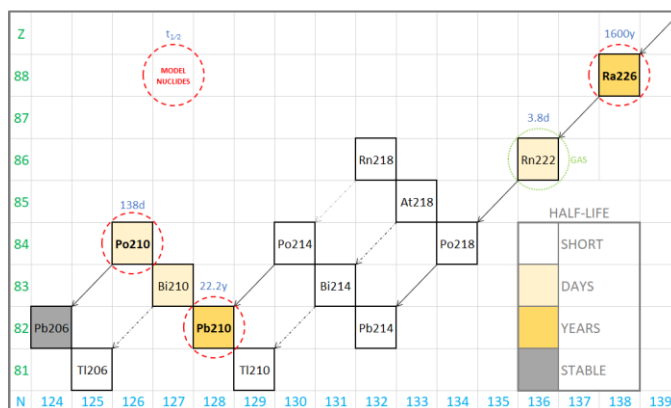 Z t₁/₂ 1600y
88 MODEL NUCLIDES Ra226
87 3.8d
86 Rn218 Rn222 GAS
85 138d At218 HALF-LIFE
84 Po210 Po214 Po218 SHORT
83 Bi210 22.2y Bi214 DAYS
82 Pb206 Pb210 Pb214 YEARS
81 Tl206 Tl210 STABLE
N 124 125 126 127 128 129 130 131 132 133 134 135 136 137 138 139